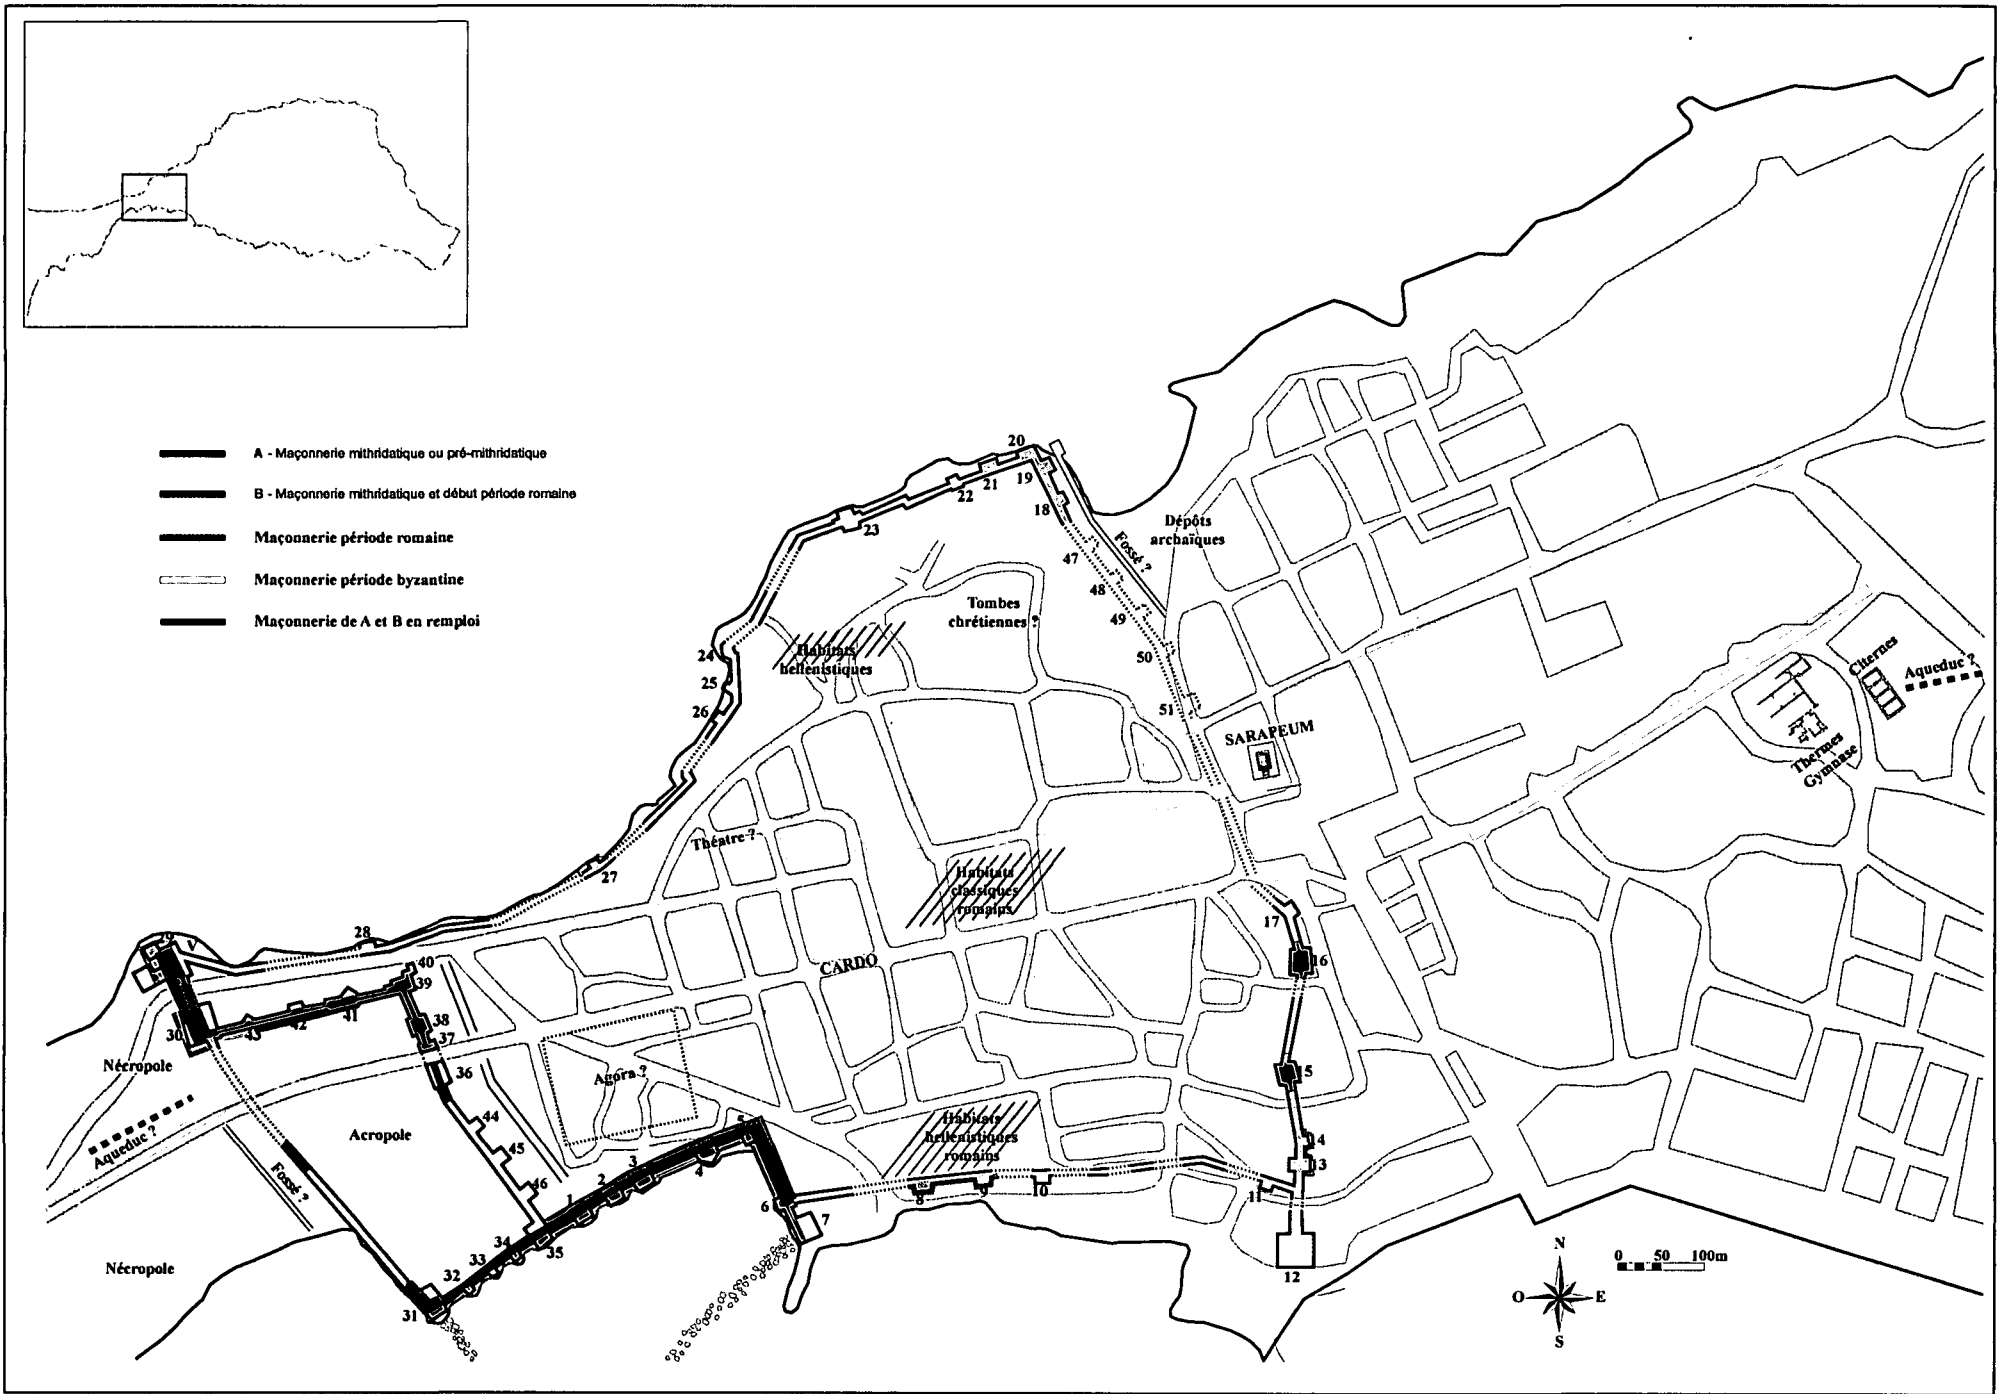 A - Maçonnerie mithridatique ou pré-mithridatique
B - Maçonnerie mithridatique et début période romaine
Maçonnerie période romaine
Maçonnerie période byzantine
Maçonnerie de A et B en remploi
20
19
21
22
23
18
Fossé ?
Dépôts
archaïques
47
48
49
50
51
Tombes
chrétiennes ?
24
25
26
Habitats
hellenistiques
SARAPEUM
Citernes
Aqueduc ?
Thermes
Gymnase
Théatre ?
27
28
Habitats
classiques
romains
17
16
CARDO
V
40
39
38
37
36
41
42
43
30
Nécropole
Aqueduc ?
Acropole
Agora ?
15
14
13
44
45
46
Fossé ?
Nécropole
1
2
3
4
5
6
7
Habitats
hellenistiques
romains
8
9
10
11
12
31
32
33
34
35
N
O
E
S
0 50 100m